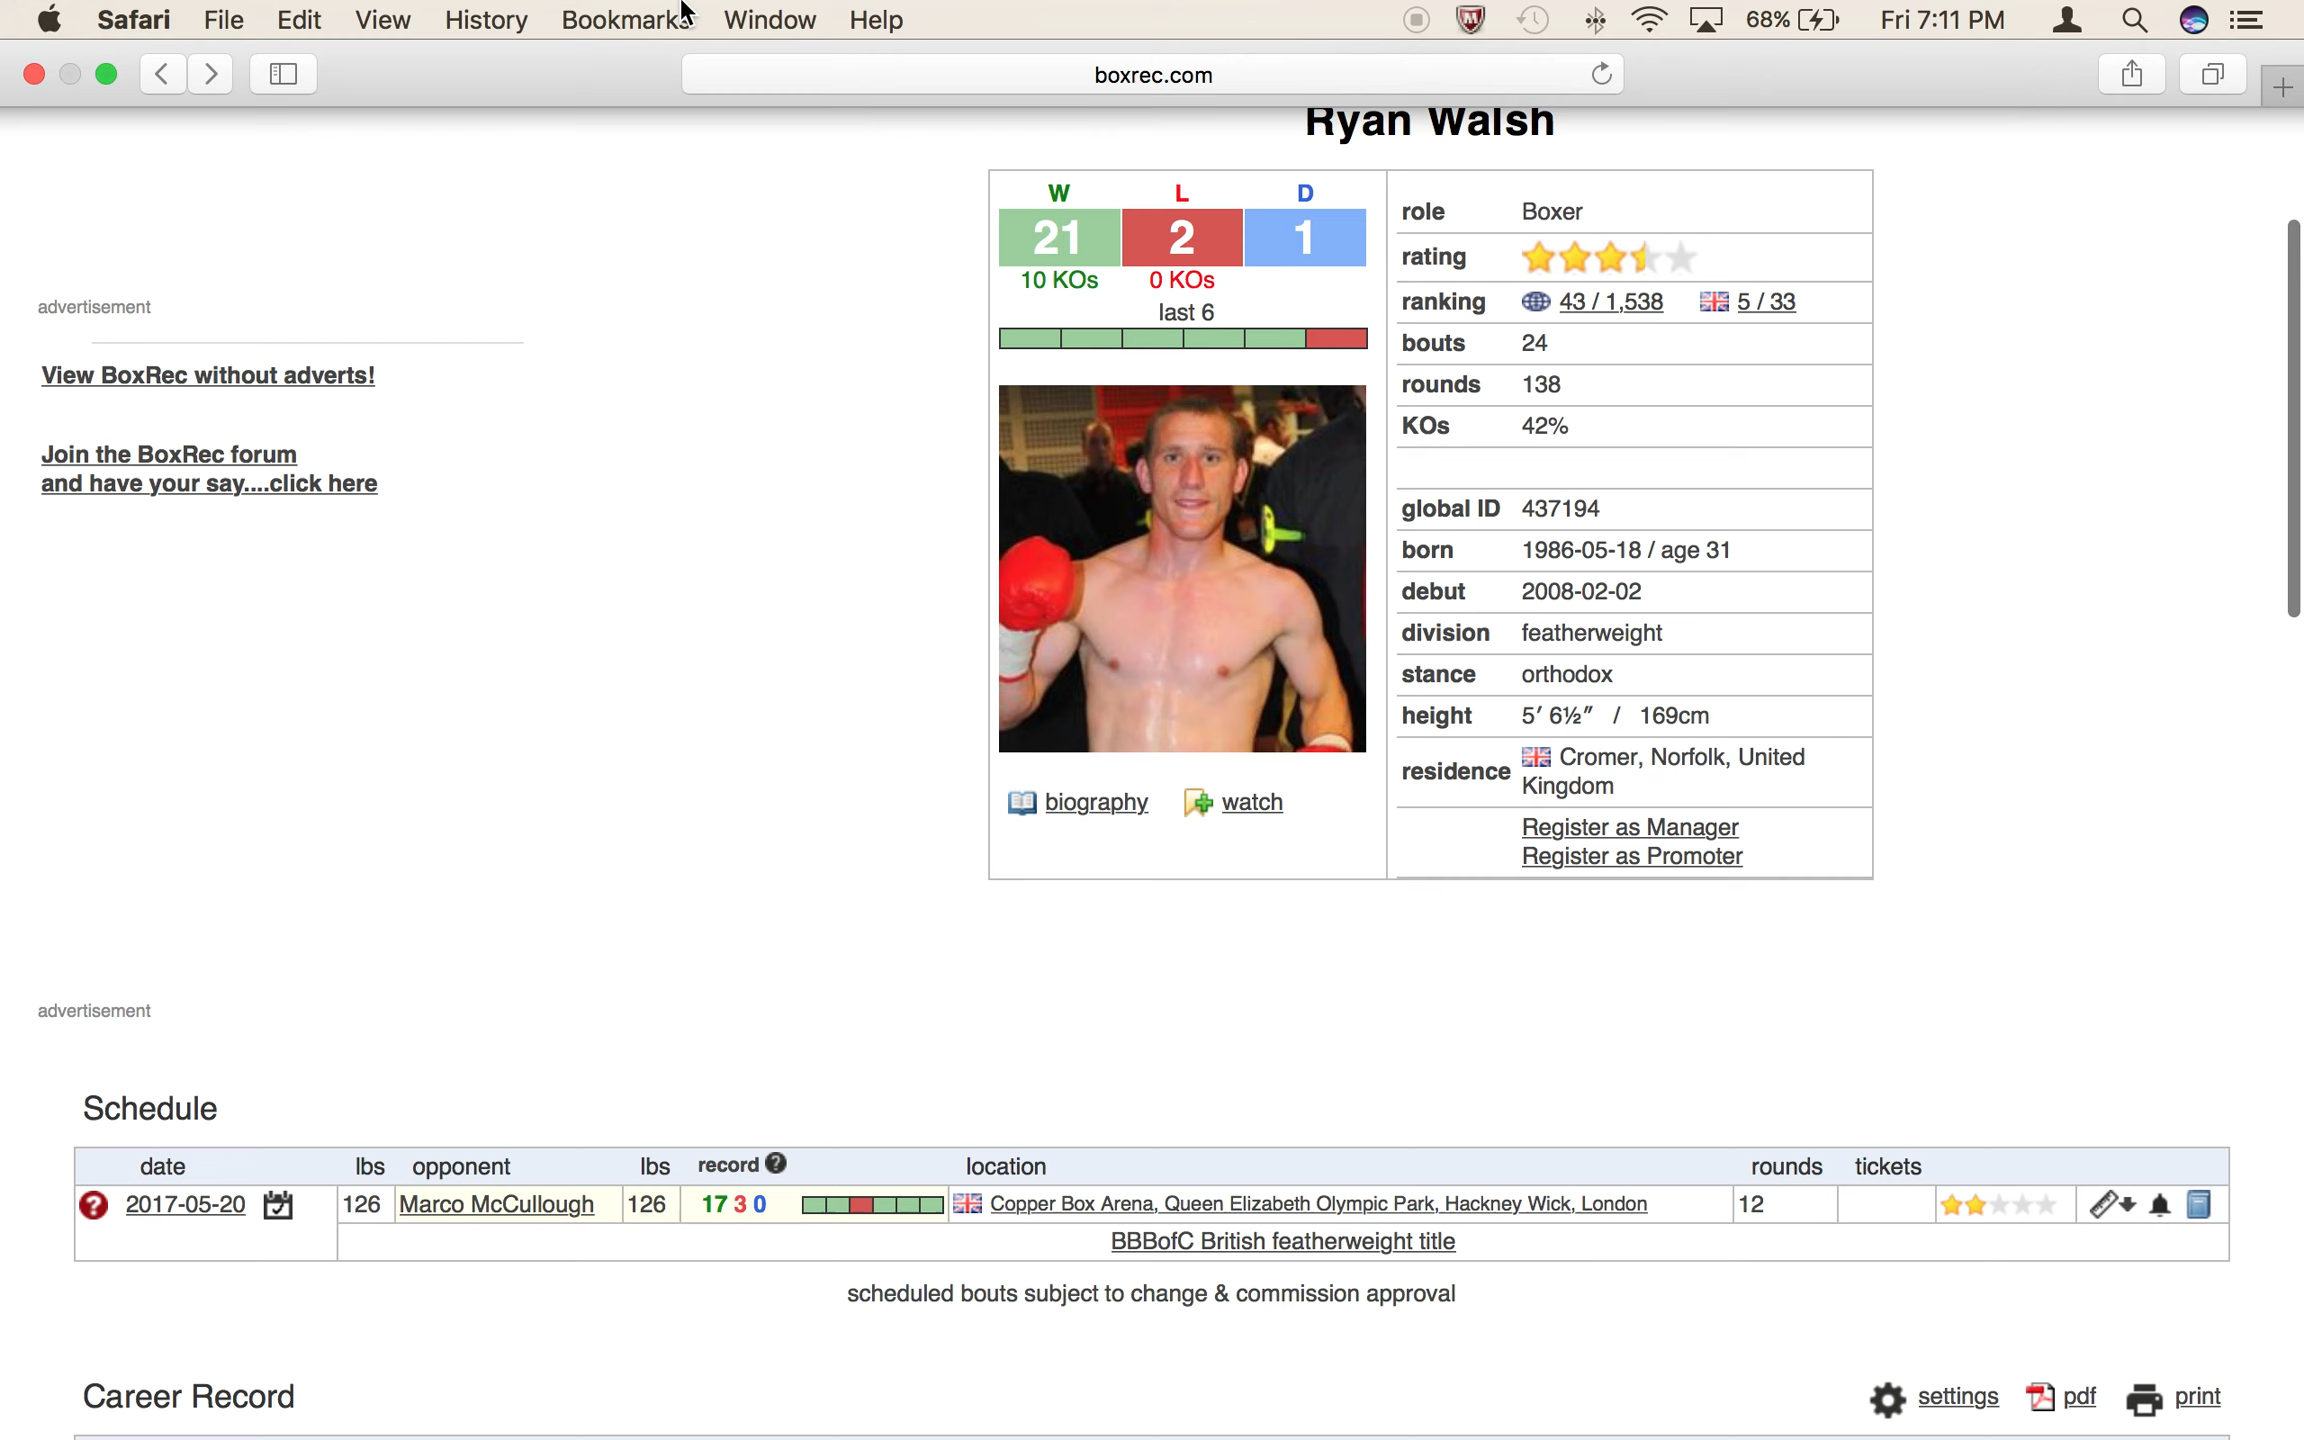 Safari File Edit View History Bookmarks Window Help 68% Fri 7:11 PM
boxrec.com
Ryan Walsh
W L D
21 2 1
10 KOs 0 KOs
last 6
biography watch
role Boxer
rating
ranking 43 / 1,538 5 / 33
bouts 24
rounds 138
KOs 42%
global ID 437194
born 1986-05-18 / age 31
debut 2008-02-02
division featherweight
stance orthodox
height 5′ 6½″ / 169cm
residence Cromer, Norfolk, United
Kingdom
Register as Manager
Register as Promoter
advertisement
View BoxRec without adverts!
Join the BoxRec forum
and have your say....click here
advertisement
Schedule
date lbs opponent lbs record ? location rounds tickets
? 2017-05-20 126 Marco McCullough 126 17 3 0 Copper Box Arena, Queen Elizabeth Olympic Park, Hackney Wick, London 12
BBBofC British featherweight title
scheduled bouts subject to change & commission approval
Career Record settings pdf print